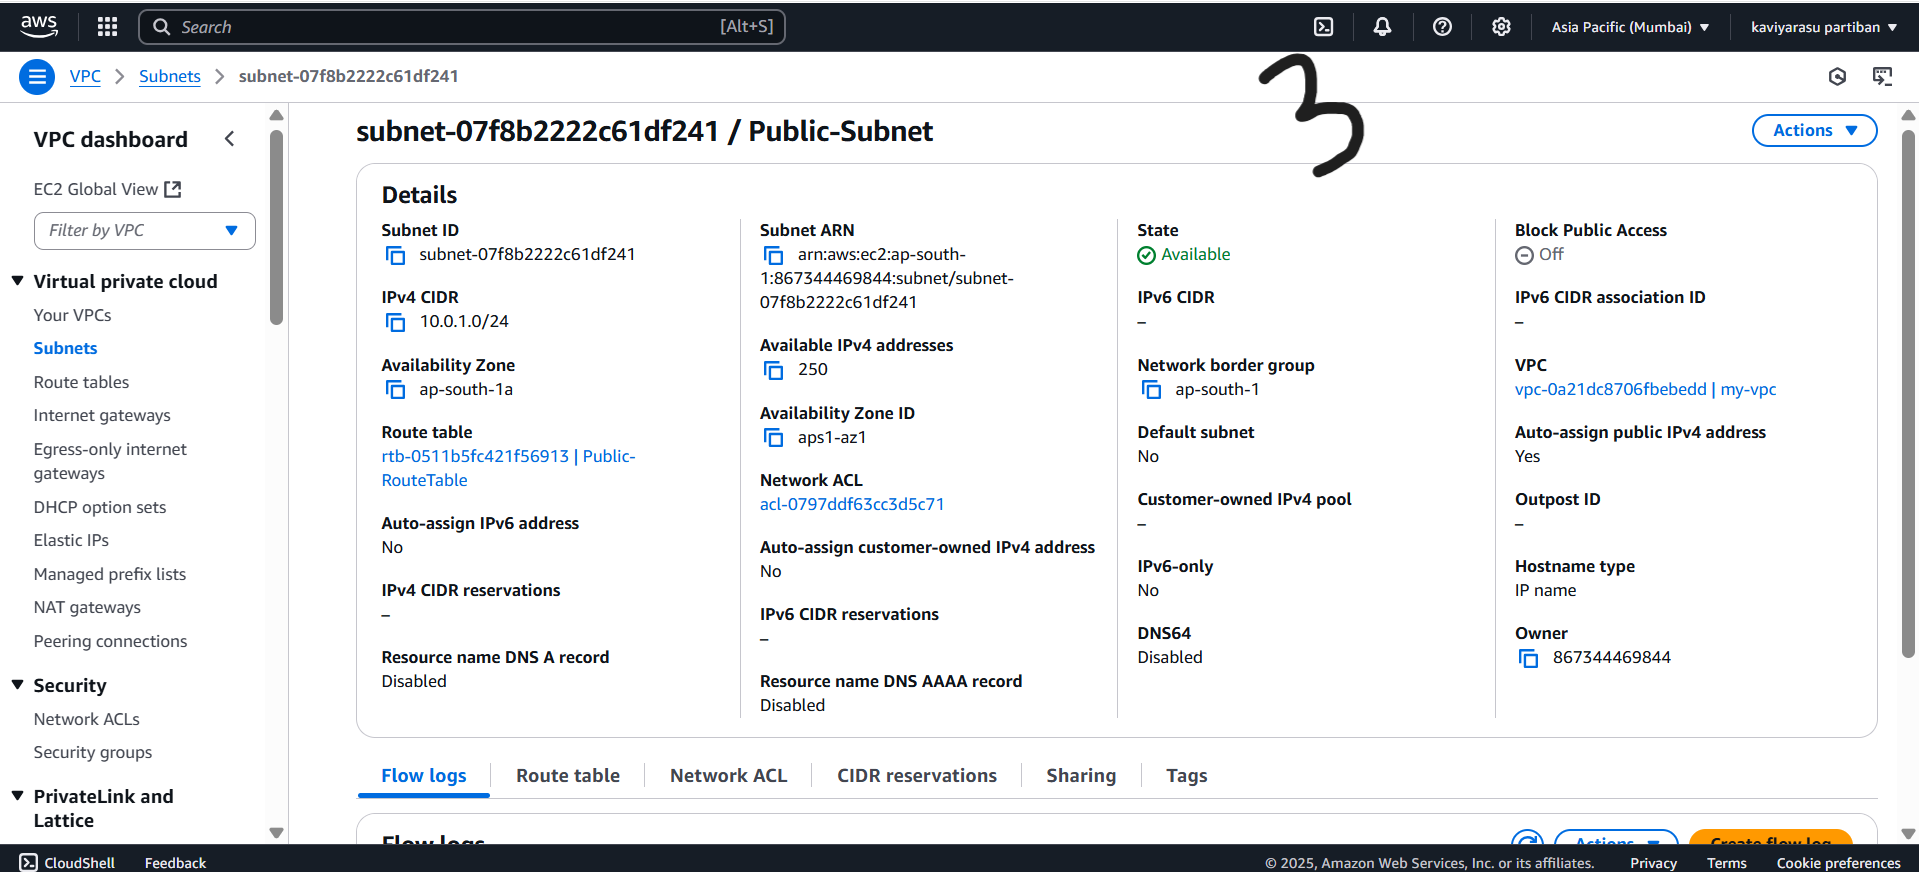 aws
Search [Alt+S]
Asia Pacific (Mumbai)
kaviyarasu partiban
VPC
Subnets
subnet-07f8b2222c61df241
3
VPC dashboard
EC2 Global View
Filter by VPC
Virtual private cloud
Your VPCs
Subnets
Route tables
Internet gateways
Egress-only internet
gateways
DHCP option sets
Elastic IPs
Managed prefix lists
NAT gateways
Peering connections
Security
Network ACLs
Security groups
PrivateLink and
Lattice
subnet-07f8b2222c61df241 / Public-Subnet
Actions
Details
Subnet ID
subnet-07f8b2222c61df241
IPv4 CIDR
10.0.1.0/24
Availability Zone
ap-south-1a
Route table
rtb-0511b5fc421f56913 | Public-
RouteTable
Auto-assign IPv6 address
No
IPv4 CIDR reservations
–
Resource name DNS A record
Disabled
Subnet ARN
arn:aws:ec2:ap-south-
1:867344469844:subnet/subnet-
07f8b2222c61df241
Available IPv4 addresses
250
Availability Zone ID
aps1-az1
Network ACL
acl-0797ddf63cc3d5c71
Auto-assign customer-owned IPv4 address
No
IPv6 CIDR reservations
–
Resource name DNS AAAA record
Disabled
State
Available
IPv6 CIDR
–
Network border group
ap-south-1
Default subnet
No
Customer-owned IPv4 pool
–
IPv6-only
No
DNS64
Disabled
Block Public Access
Off
IPv6 CIDR association ID
–
VPC
vpc-0a21dc8706fbebedd | my-vpc
Auto-assign public IPv4 address
Yes
Outpost ID
–
Hostname type
IP name
Owner
867344469844
Flow logs
Route table
Network ACL
CIDR reservations
Sharing
Tags
Flow logs
Actions
Create flow log
CloudShell
Feedback
© 2025, Amazon Web Services, Inc. or its affiliates.
Privacy
Terms
Cookie preferences